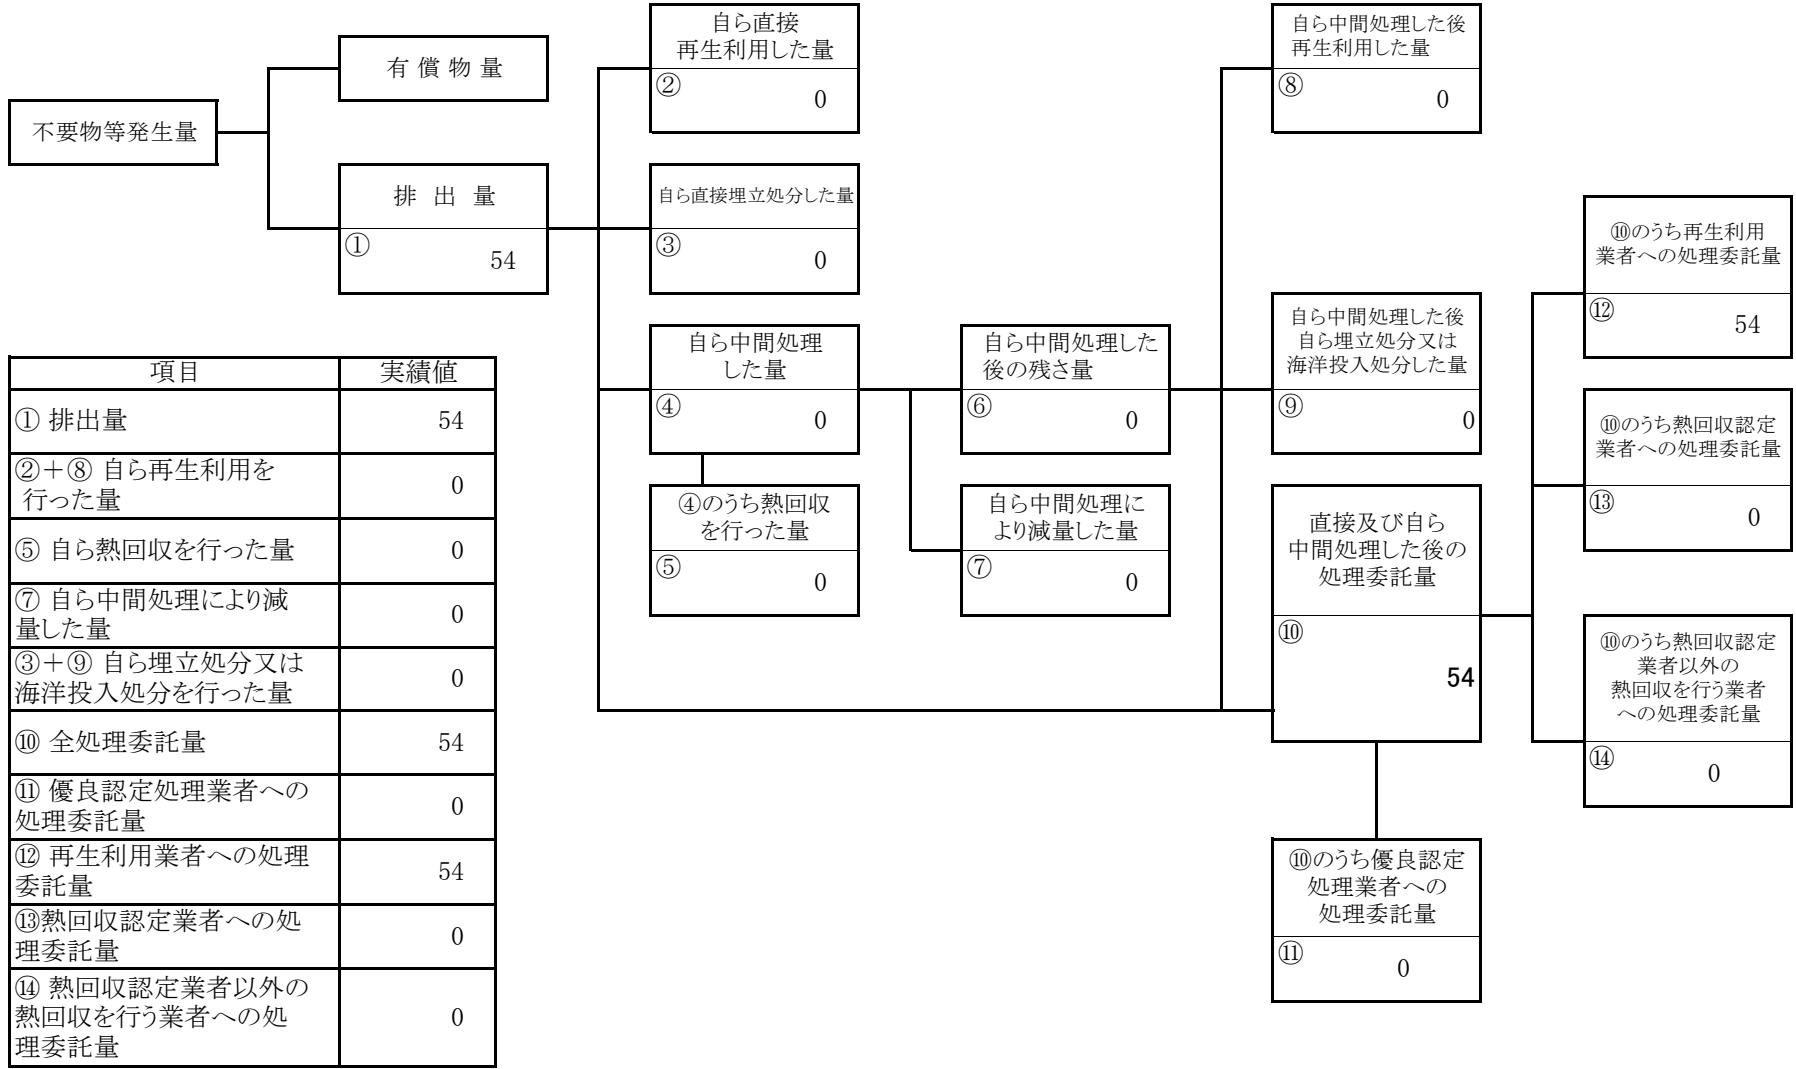 不要物等発生量
有 償 物 量
排 出 量
①
54
自ら直接
再生利用した量
②
0
自ら直接埋立処分した量
③
0
自ら中間処理
した量
④
0
④のうち熱回収
を行った量
⑤
0
自ら中間処理した
後の残さ量
⑥
0
自ら中間処理に
より減量した量
⑦
0
自ら中間処理した後
再生利用した量
⑧
0
自ら中間処理した後
自ら埋立処分又は
海洋投入処分した量
⑨
0
直接及び自ら
中間処理した後の
処理委託量
⑩
54
⑩のうち優良認定
処理業者への
処理委託量
⑪
0
⑩のうち再生利用
業者への処理委託量
⑫
54
⑩のうち熱回収認定
業者への処理委託量
⑬
0
⑩のうち熱回収認定
業者以外の
熱回収を行う業者
への処理委託量
⑭
0
項目 実績値
① 排出量 54
②+⑧ 自ら再生利用を
行った量 0
⑤ 自ら熱回収を行った量 0
⑦ 自ら中間処理により減
量した量 0
③+⑨ 自ら埋立処分又は
海洋投入処分を行った量 0
⑩ 全処理委託量 54
⑪ 優良認定処理業者への
処理委託量 0
⑫ 再生利用業者への処理
委託量 54
⑬熱回収認定業者への処
理委託量 0
⑭ 熱回収認定業者以外の
熱回収を行う業者への処
理委託量 0